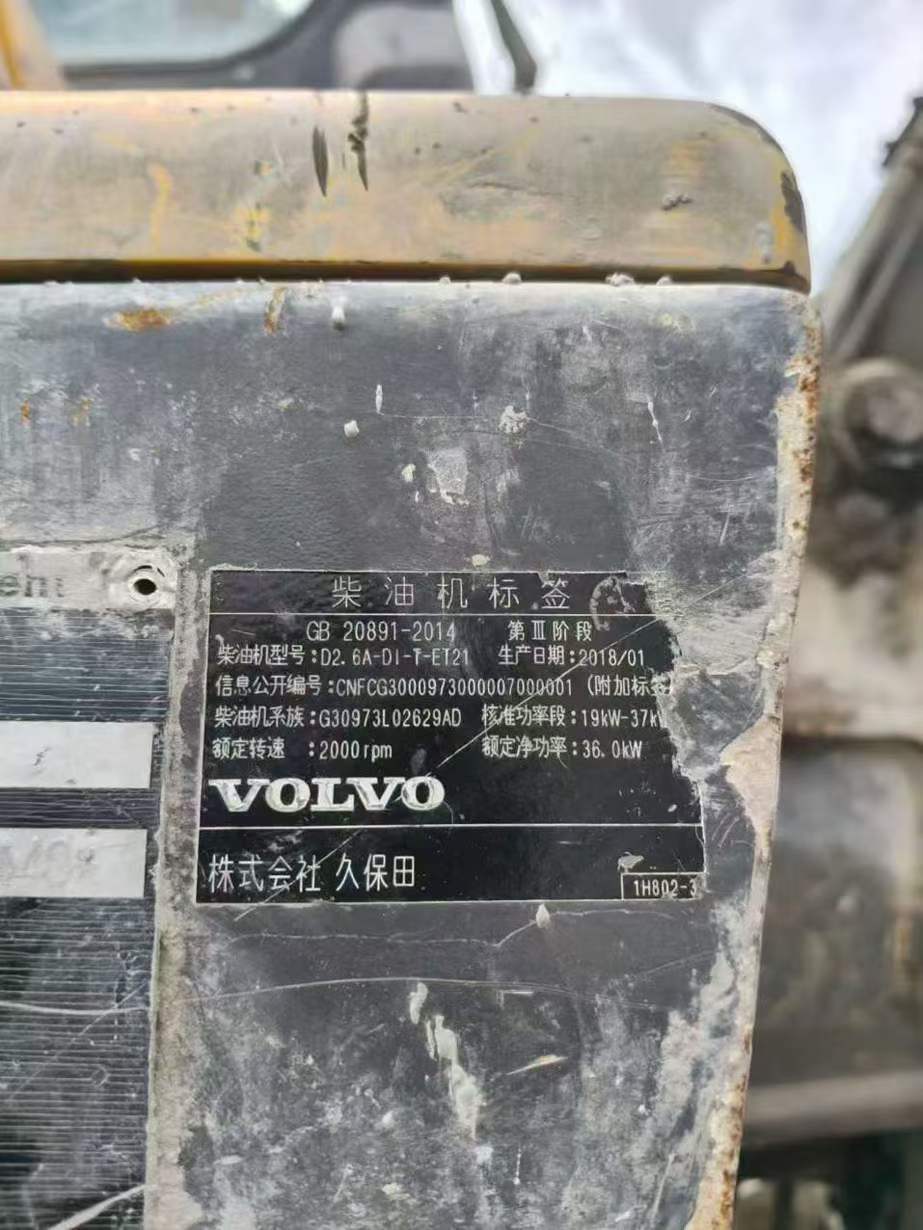 柴油机标签
GB 20891-2014 第Ⅲ阶段
柴油机型号:D2.6A-DI-T-ET21 生产日期:2018/01
信息公开编号:CNFCG3000973000007000001 (附加标签
柴油机系族:G30973L02629AD 核准功率段:19kW-37kW
额定转速:2000rpm 额定净功率:36.0kW
VOLVO
株式会社 久保田
1H802-3